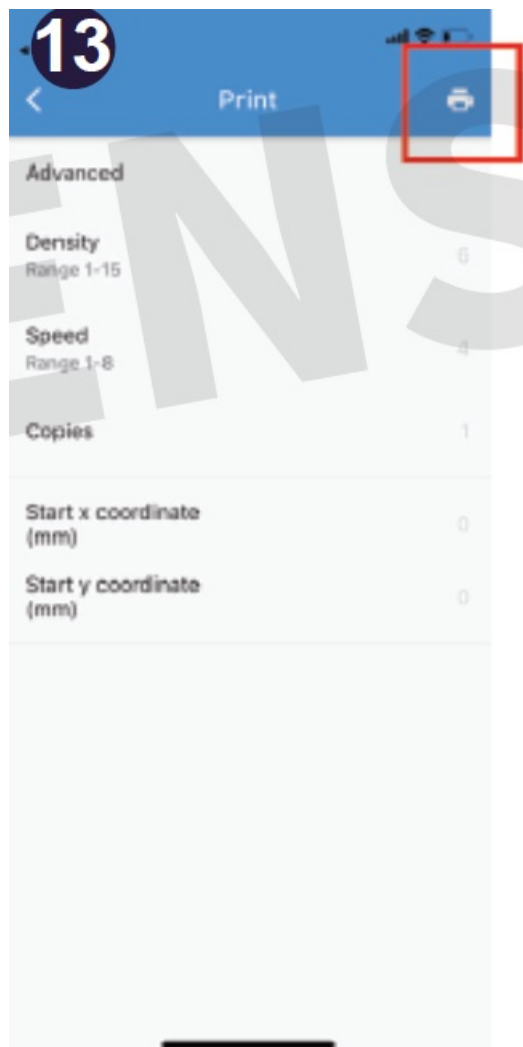 13
Print
Advanced
Density
6
Range 1-15
Speed
4
Range 1-8
Copies
1
Start x coordinate
(mm)
0
Start y coordinate
(mm)
0
ENS